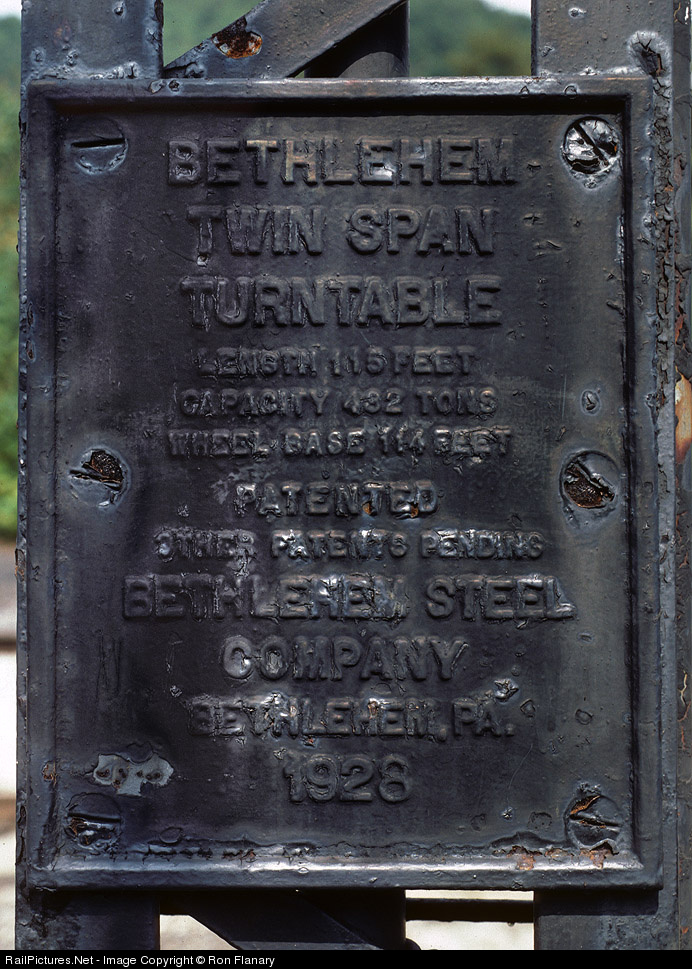 BETHLEHEM
TWIN SPAN
TURNTABLE
LENGTH 115 FEET
CAPACITY 432 TONS
WHEEL BASE 114 FEET
PATENTED
OTHER PATENTS PENDING
BETHLEHEM STEEL
COMPANY
BETHLEHEM, PA.
1928
RailPictures.Net - Image Copyright © Ron Flanary